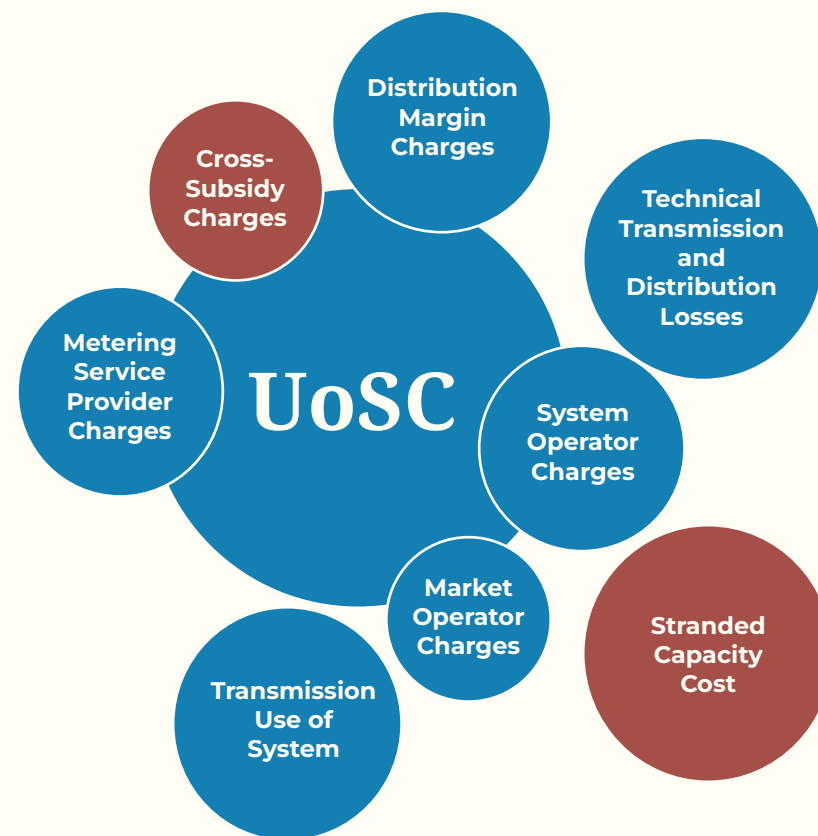 Distribution
Margin
Charges
Cross-
Subsidy
Charges
Technical
Transmission
and
Distribution
Losses
Metering
Service
Provider
Charges
UoSC
System
Operator
Charges
Market
Operator
Charges
Stranded
Capacity
Cost
Transmission
Use of
System